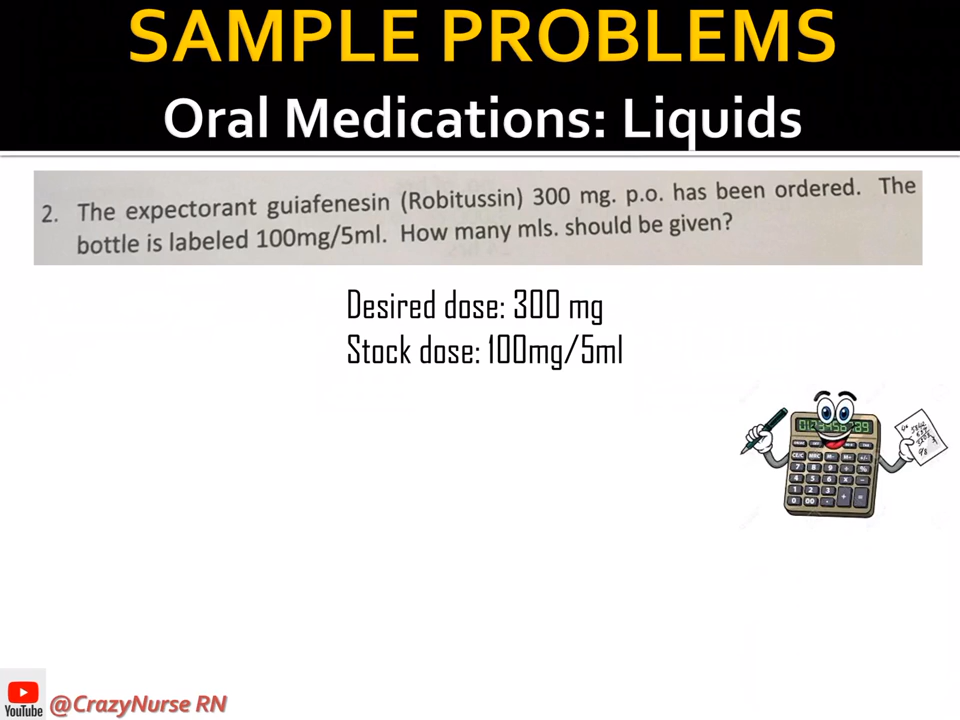 SAMPLE PROBLEMS
Oral Medications: Liquids
2. The expectorant guiafenesin (Robitussin) 300 mg. p.o. has been ordered. The
bottle is labeled 100mg/5ml. How many mls. should be given?
Desired dose: 300 mg
Stock dose: 100mg/5ml
YouTube
@CrazyNurse RN